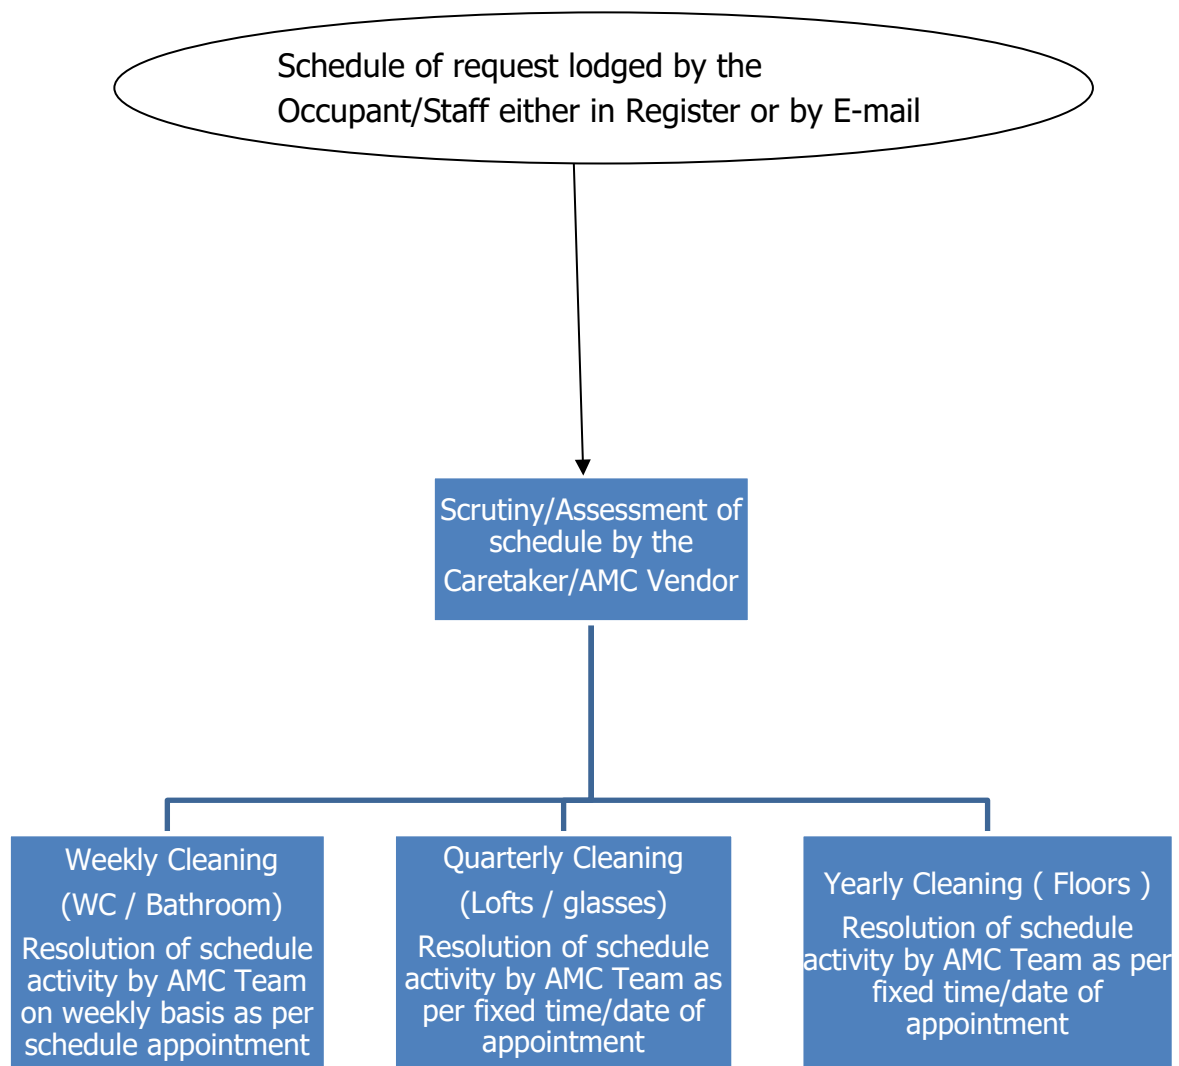 Schedule of request lodged by the
Occupant/Staff either in Register or by E-mail
Scrutiny/Assessment of
schedule by the
Caretaker/AMC Vendor
Weekly Cleaning
(WC / Bathroom)
Resolution of schedule
activity by AMC Team
on weekly basis as per
schedule appointment
Quarterly Cleaning
(Lofts / glasses)
Resolution of schedule
activity by AMC Team as
per fixed time/date of
appointment
Yearly Cleaning ( Floors )
Resolution of schedule
activity by AMC Team as per
fixed time/date of
appointment